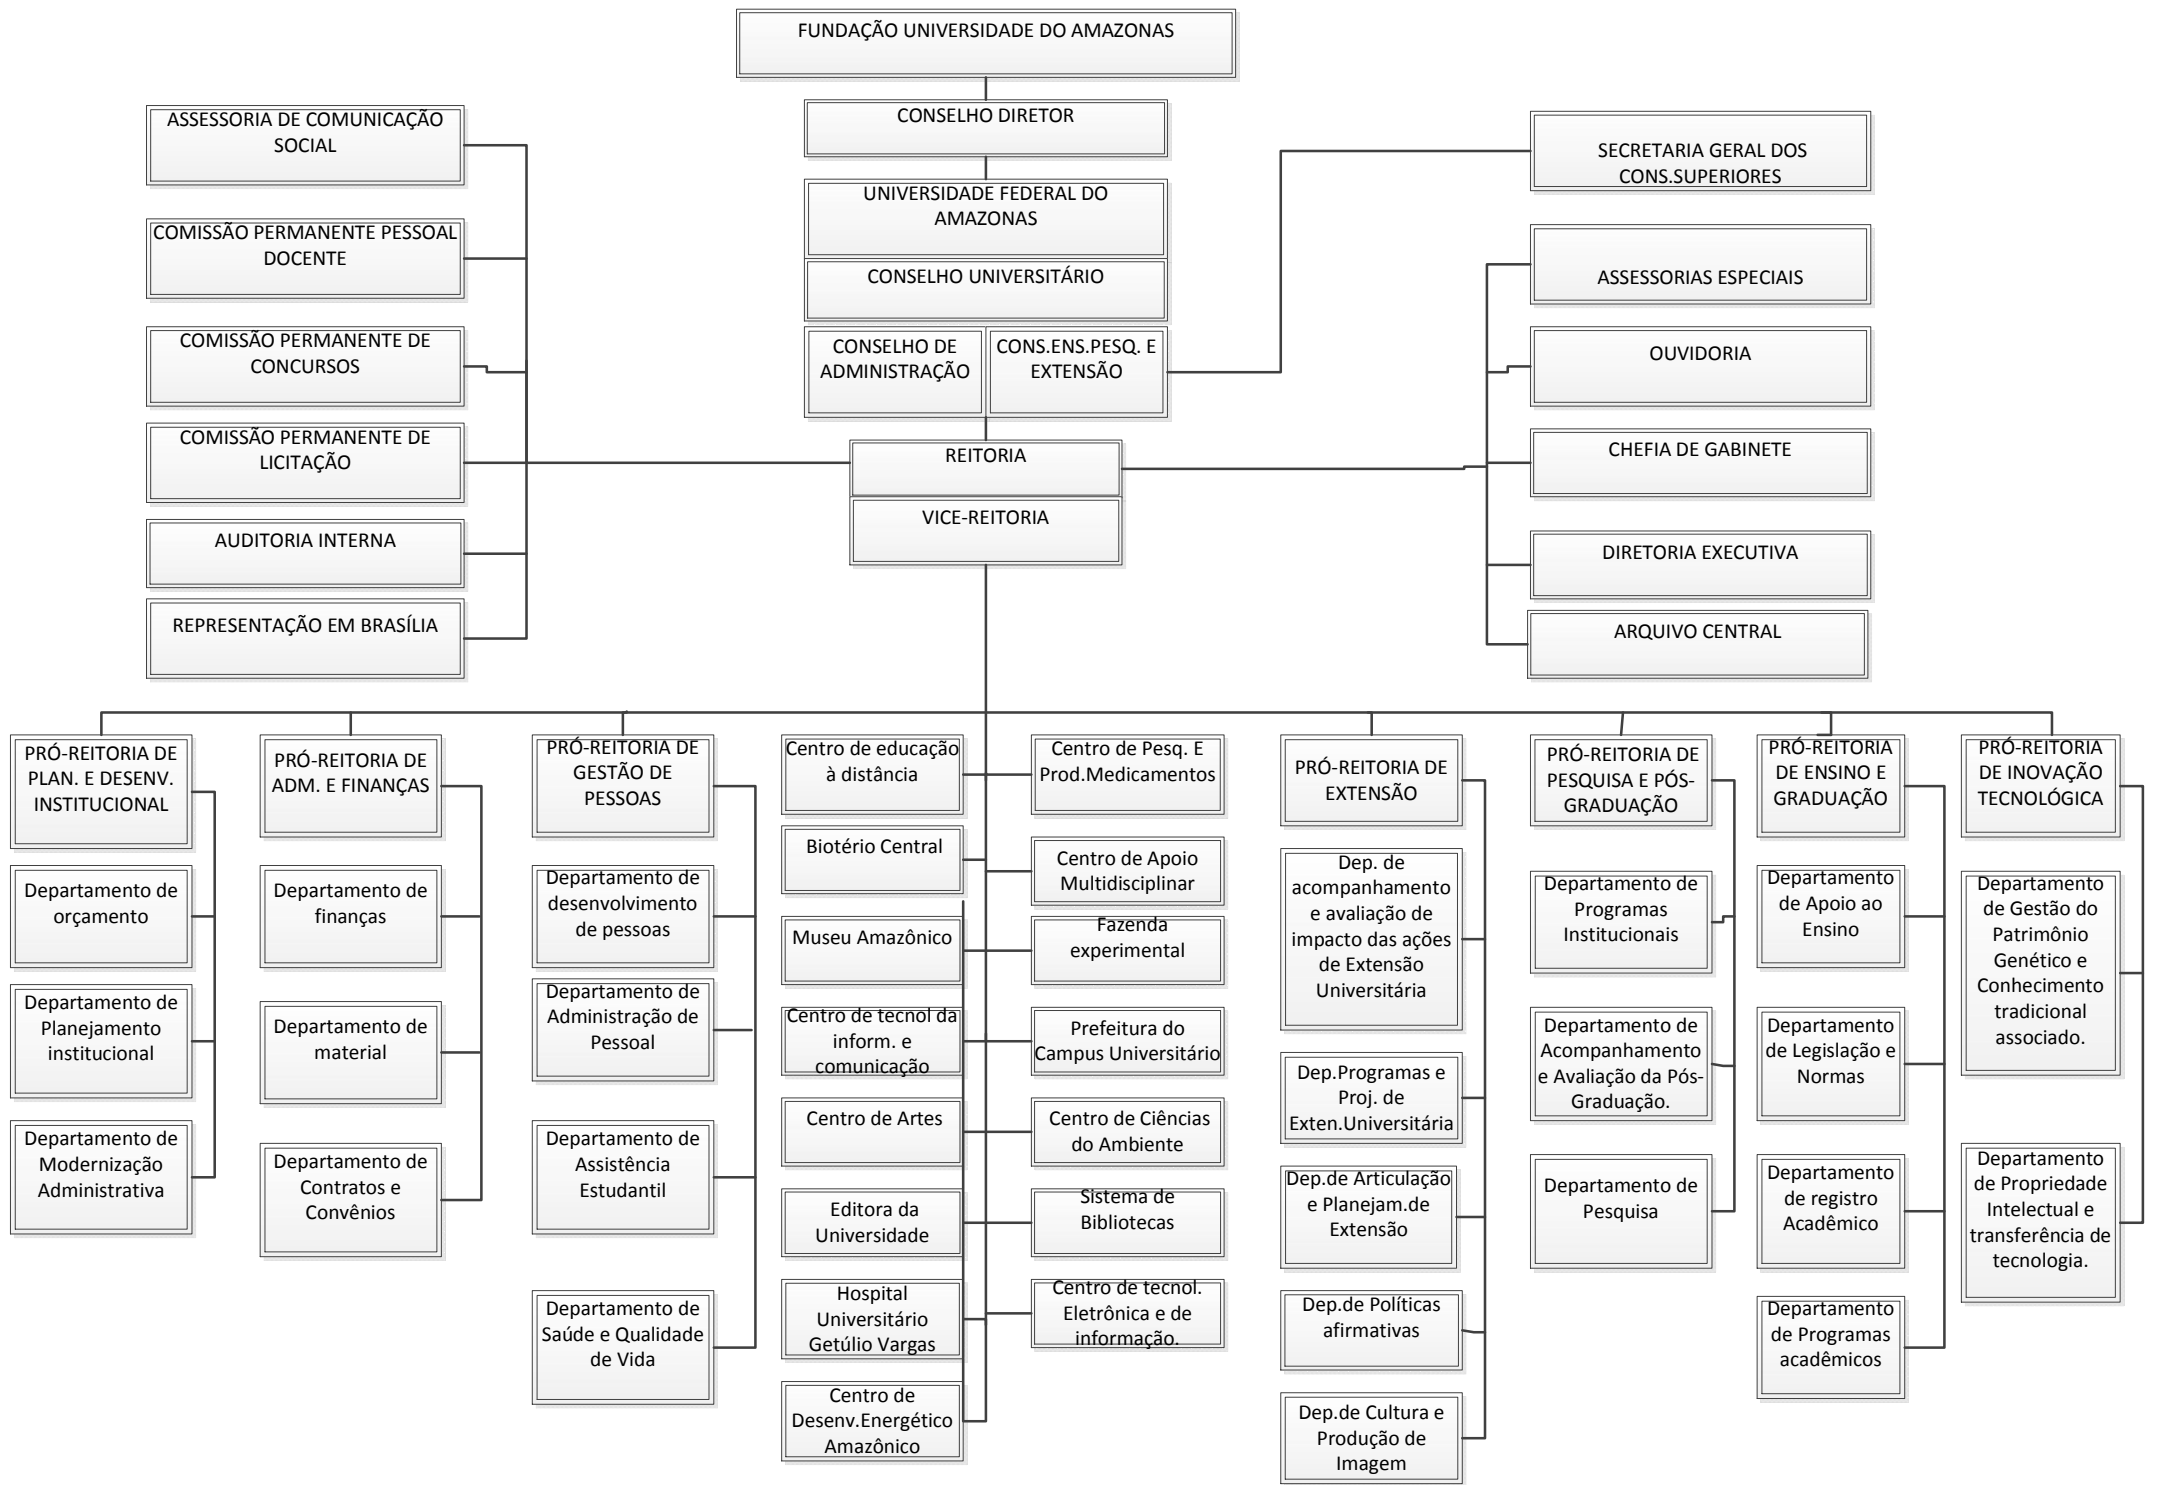 FUNDAÇÃO UNIVERSIDADE DO AMAZONAS
CONSELHO DIRETOR
UNIVERSIDADE FEDERAL DO
AMAZONAS
CONSELHO UNIVERSITÁRIO
CONSELHO DE
ADMINISTRAÇÃO
CONS.ENS.PESQ. E
EXTENSÃO
REITORIA
VICE-REITORIA
ASSESSORIA DE COMUNICAÇÃO
SOCIAL
COMISSÃO PERMANENTE PESSOAL
DOCENTE
COMISSÃO PERMANENTE DE
CONCURSOS
COMISSÃO PERMANENTE DE
LICITAÇÃO
AUDITORIA INTERNA
REPRESENTAÇÃO EM BRASÍLIA
SECRETARIA GERAL DOS
CONS.SUPERIORES
ASSESSORIAS ESPECIAIS
OUVIDORIA
CHEFIA DE GABINETE
DIRETORIA EXECUTIVA
ARQUIVO CENTRAL
PRÓ-REITORIA DE
PLAN. E DESENV.
INSTITUCIONAL
Departamento de
orçamento
Departamento de
Planejamento
institucional
Departamento de
Modernização
Administrativa
PRÓ-REITORIA DE
ADM. E FINANÇAS
Departamento de
finanças
Departamento de
material
Departamento de
Contratos e
Convênios
PRÓ-REITORIA DE
GESTÃO DE
PESSOAS
Departamento de
desenvolvimento
de pessoas
Departamento de
Administração de
Pessoal
Departamento de
Assistência
Estudantil
Departamento de
Saúde e Qualidade
de Vida
Centro de educação
à distância
Biotério Central
Museu Amazônico
Centro de tecnol da
inform. e
comunicação
Centro de Artes
Editora da
Universidade
Hospital
Universitário
Getúlio Vargas
Centro de
Desenv.Energético
Amazônico
Centro de Pesq. E
Prod.Medicamentos
Centro de Apoio
Multidisciplinar
Fazenda
experimental
Prefeitura do
Campus Universitário
Centro de Ciências
do Ambiente
Sistema de
Bibliotecas
Centro de tecnol.
Eletrônica e de
informação.
PRÓ-REITORIA DE
EXTENSÃO
Dep. de
acompanhamento
e avaliação de
impacto das ações
de Extensão
Universitária
Dep.Programas e
Proj. de
Exten.Universitária
Dep.de Articulação
e Planejam.de
Extensão
Dep.de Políticas
afirmativas
Dep.de Cultura e
Produção de
Imagem
PRÓ-REITORIA DE
PESQUISA E PÓS-
GRADUAÇÃO
Departamento de
Programas
Institucionais
Departamento de
Acompanhamento
e Avaliação da Pós-
Graduação.
Departamento de
Pesquisa
PRÓ-REITORIA
DE ENSINO E
GRADUAÇÃO
Departamento
de Apoio ao
Ensino
Departamento
de Legislação e
Normas
Departamento
de registro
Acadêmico
Departamento
de Programas
acadêmicos
PRÓ-REITORIA
DE INOVAÇÃO
TECNOLÓGICA
Departamento
de Gestão do
Patrimônio
Genético e
Conhecimento
tradicional
associado.
Departamento
de Propriedade
Intelectual e
transferência de
tecnologia.